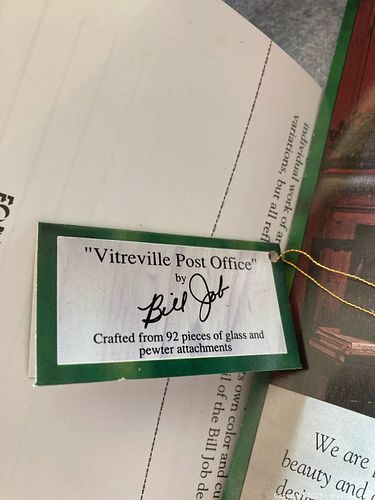 "Vitreville Post Office"
by
Bill Job
Crafted from 92 pieces of glass and
pewter attachments
individual work of
variations, but all
own color and
of the Bill Job
We are
beauty and